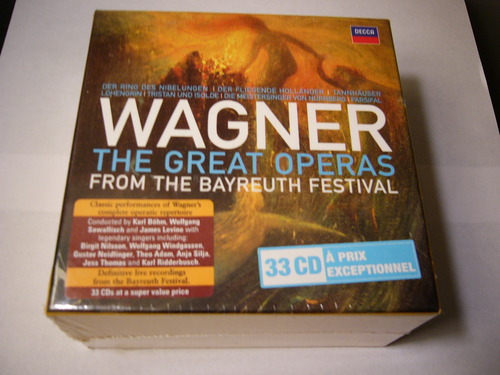 DECCA
DER RING DES NIBELUNGEN | DER FLIEGENDE HOLLÄNDER | TANNHÄUSER
LOHENGRIN | TRISTAN UND ISOLDE | DIE MEISTERSINGER VON NÜRNBERG | PARSIFAL
WAGNER
THE GREAT OPERAS
FROM THE BAYREUTH FESTIVAL
Classic performances of Wagner's
complete operatic repertoire
Conducted by Karl Böhm, Wolfgang
Sawallisch and James Levine with
legendary singers including:
Birgit Nilsson, Wolfgang Windgassen,
Gustav Neidlinger, Theo Adam, Anja Silja,
Jess Thomas and Karl Ridderbusch.
Definitive live recordings
from the Bayreuth Festival.
33 CDs at a super value price
33 CD
À PRIX
EXCEPTIONNEL